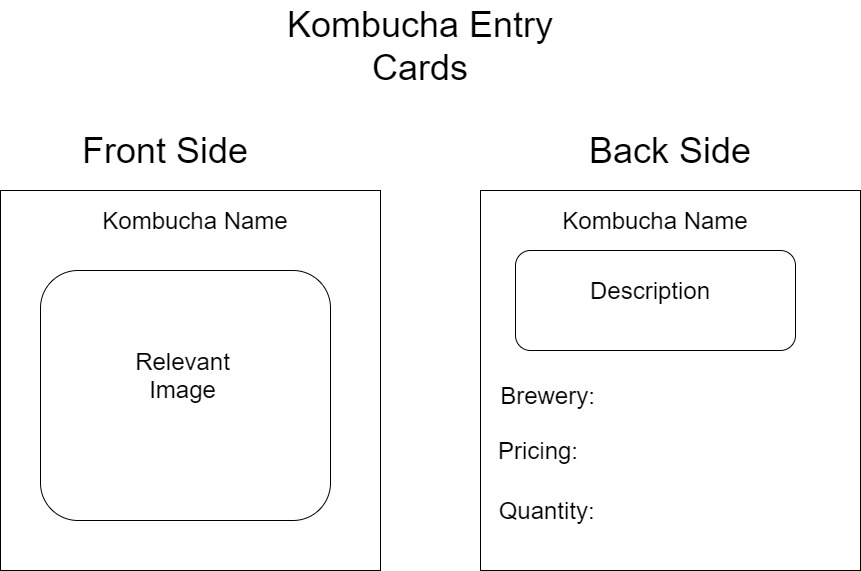 Kombucha Entry
Cards
Front Side
Kombucha Name
Relevant
Image
Back Side
Kombucha Name
Description
Brewery:
Pricing:
Quantity: